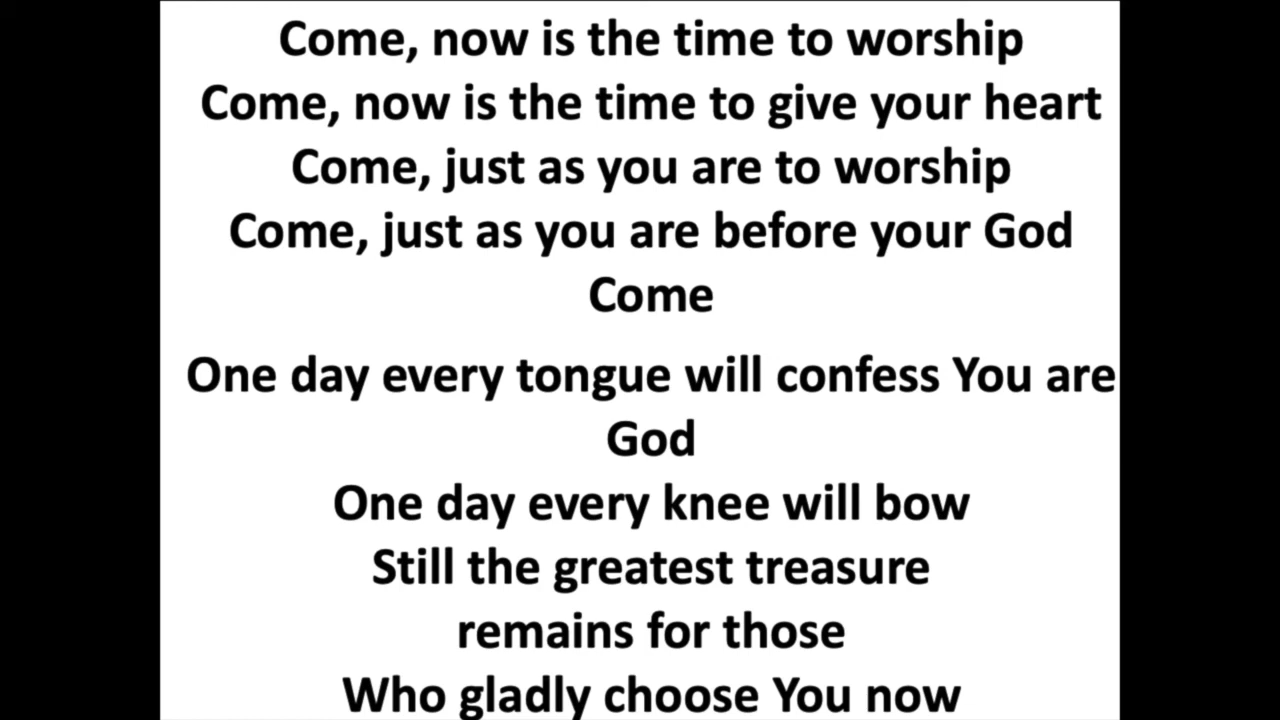 Come, now is the time to worship
Come, now is the time to give your heart
Come, just as you are to worship
Come, just as you are before your God
Come
One day every tongue will confess You are
God
One day every knee will bow
Still the greatest treasure
remains for those
Who gladly choose You now